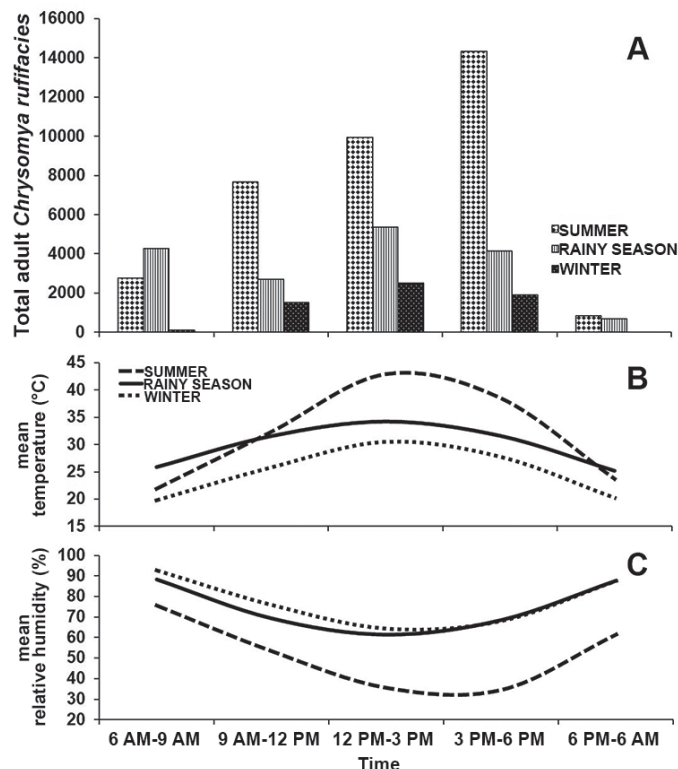 Total adult Chrysomya rufifacies
16000
14000
12000
10000
8000
6000
4000
2000
0
A
SUMMER
RAINY SEASON
WINTER
mean
temperature (°C)
45
40
35
30
25
20
15
SUMMER
RAINY SEASON
WINTER
B
mean
relative humidity (%)
100
90
80
70
60
50
40
30
20
C
6 AM-9 AM 9 AM-12 PM 12 PM-3 PM 3 PM-6 PM 6 PM-6 AM
Time